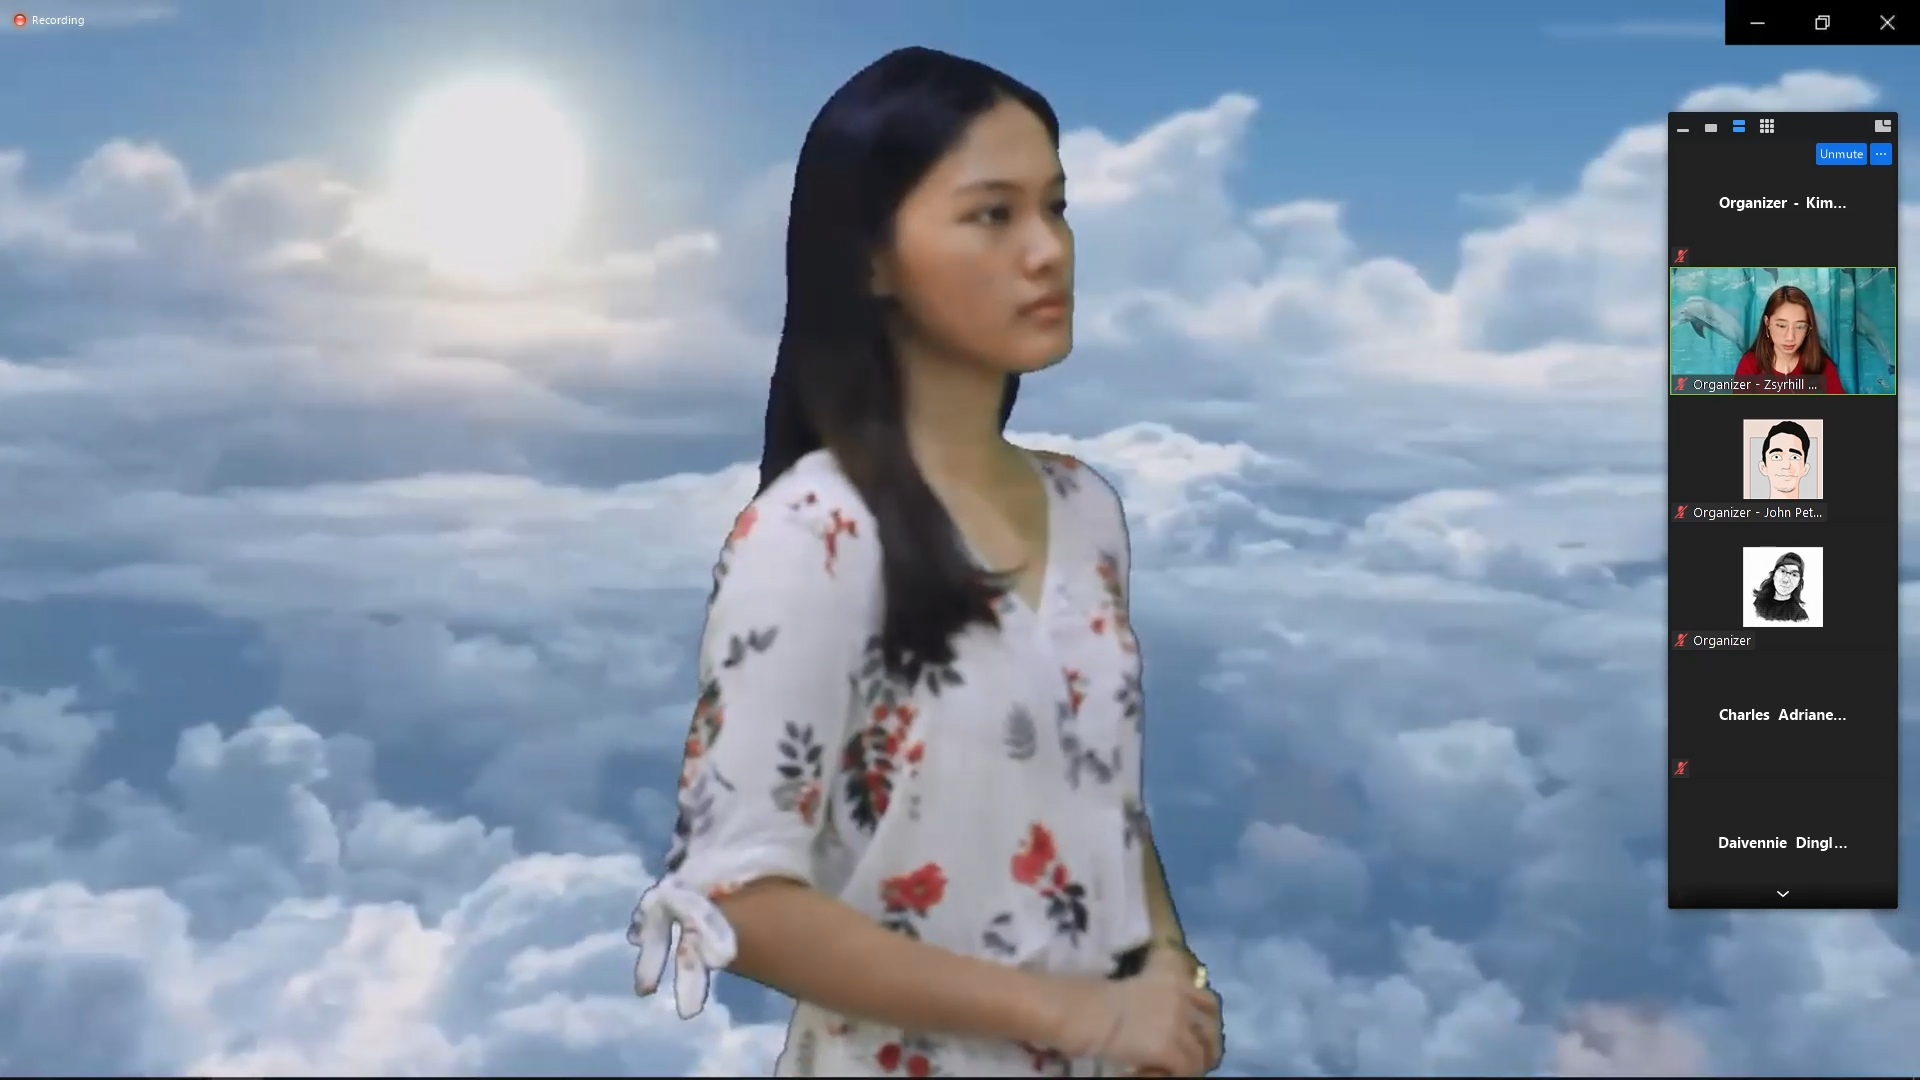 Recording
Unmute ...
Organizer - Kim...
Organizer - Zsyrhill ...
Organizer - John Pet...
Organizer
Charles Adriane...
Daivennie Dingl...